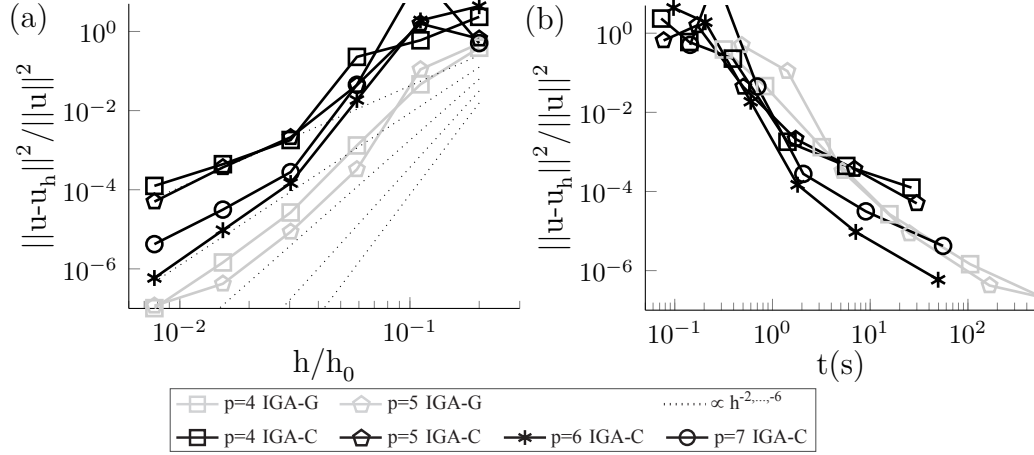 (a)
10^0
10^-2
10^-4
10^-6
||u-u_h||^2/||u||^2
10^-2
10^-1
h/h_0
(b)
10^0
10^-2
10^-4
10^-6
||u-u_h||^2/||u||^2
10^-1
10^0
10^1
10^2
t(s)
p=4 IGA-G p=5 IGA-G ∝ h^-2,...,-6
p=4 IGA-C p=5 IGA-C p=6 IGA-C p=7 IGA-C